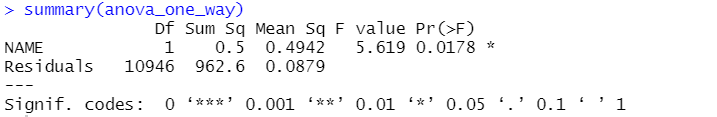 > summary(anova_one_way)
               Df Sum Sq Mean Sq F value Pr(>F)
NAME            1    0.5  0.4942   5.619 0.0178 *
Residuals   10946  962.6  0.0879
---
Signif. codes:  0 ‘***’ 0.001 ‘**’ 0.01 ‘*’ 0.05 ‘.’ 0.1 ‘ ’ 1